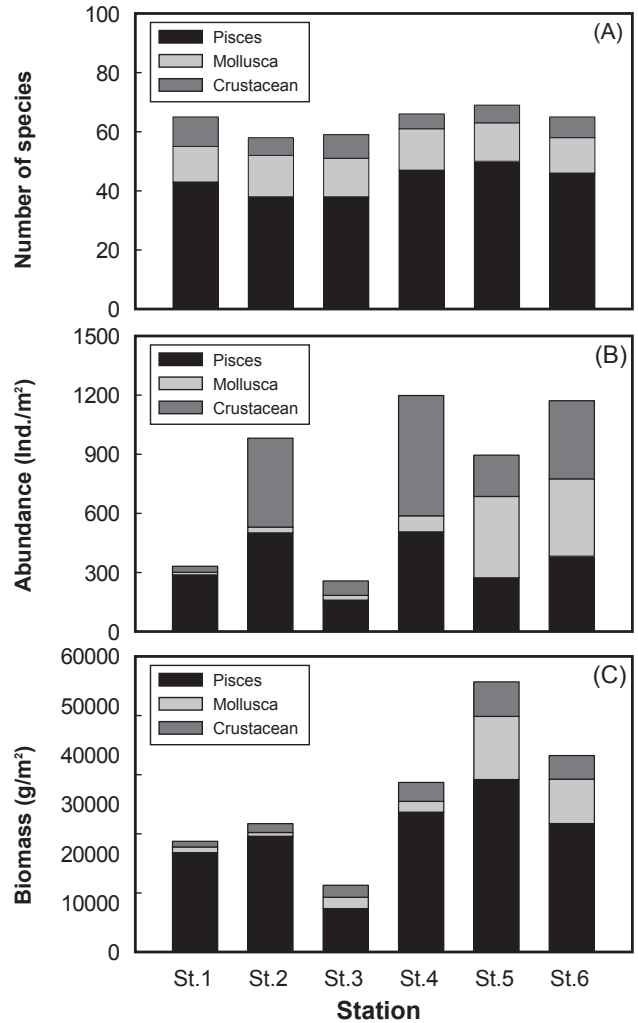 100
80
60
40
20
0
Number of species
Pisces
Mollusca
Crustacean
(A)
1500
1200
900
600
300
0
Abundance (Ind./m²)
Pisces
Mollusca
Crustacean
(B)
60000
50000
40000
30000
20000
10000
0
Biomass (g/m²)
Pisces
Mollusca
Crustacean
(C)
St.1 St.2 St.3 St.4 St.5 St.6
Station